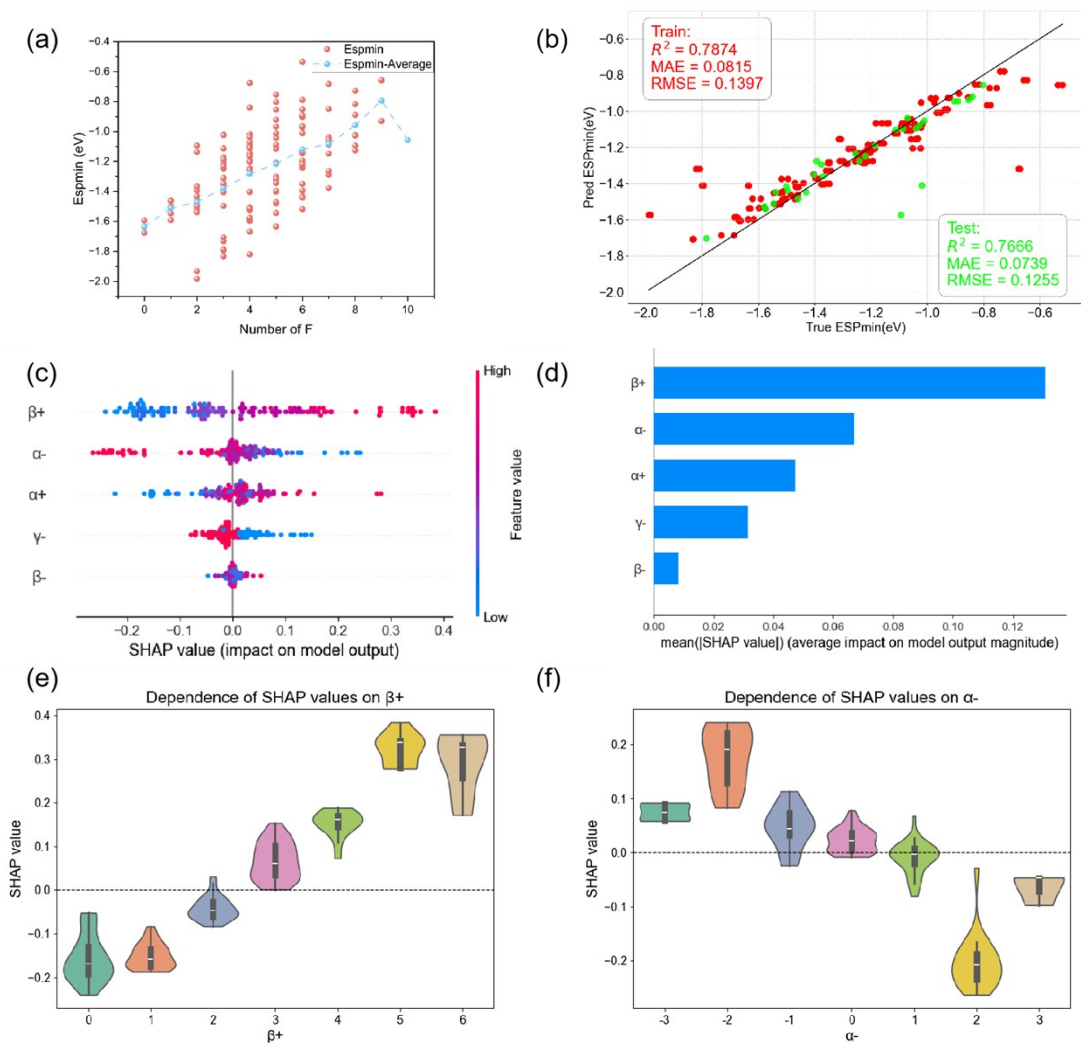 (a)
−0.4
−0.6
−0.8
−1.0
−1.2
−1.4
−1.6
−1.8
−2.0
Espmin (eV)
Espmin
Espmin-Average
0 2 4 6 8 10
Number of F
(b)
Train:
R² = 0.7874
MAE = 0.0815
RMSE = 0.1397
−0.6
−0.8
−1.0
−1.2
−1.4
−1.6
−1.8
−2.0
Pred ESPmin(eV)
Test:
R² = 0.7666
MAE = 0.0739
RMSE = 0.1255
−2.0 −1.8 −1.6 −1.4 −1.2 −1.0 −0.8 −0.6
True ESPmin(eV)
(c)
β+
α-
α+
γ-
β-
−0.2 −0.1 0.0 0.1 0.2 0.3 0.4
SHAP value (impact on model output)
High
Feature value
Low
(d)
β+
α-
α+
γ-
β-
0.00 0.02 0.04 0.06 0.08 0.10 0.12
mean(|SHAP value|) (average impact on model output magnitude)
(e)
Dependence of SHAP values on β+
0.4
0.3
0.2
0.1
0.0
−0.1
−0.2
SHAP value
0 1 2 3 4 5 6
β+
(f)
Dependence of SHAP values on α-
0.2
0.1
0.0
−0.1
−0.2
SHAP value
-3 -2 -1 0 1 2 3
α-